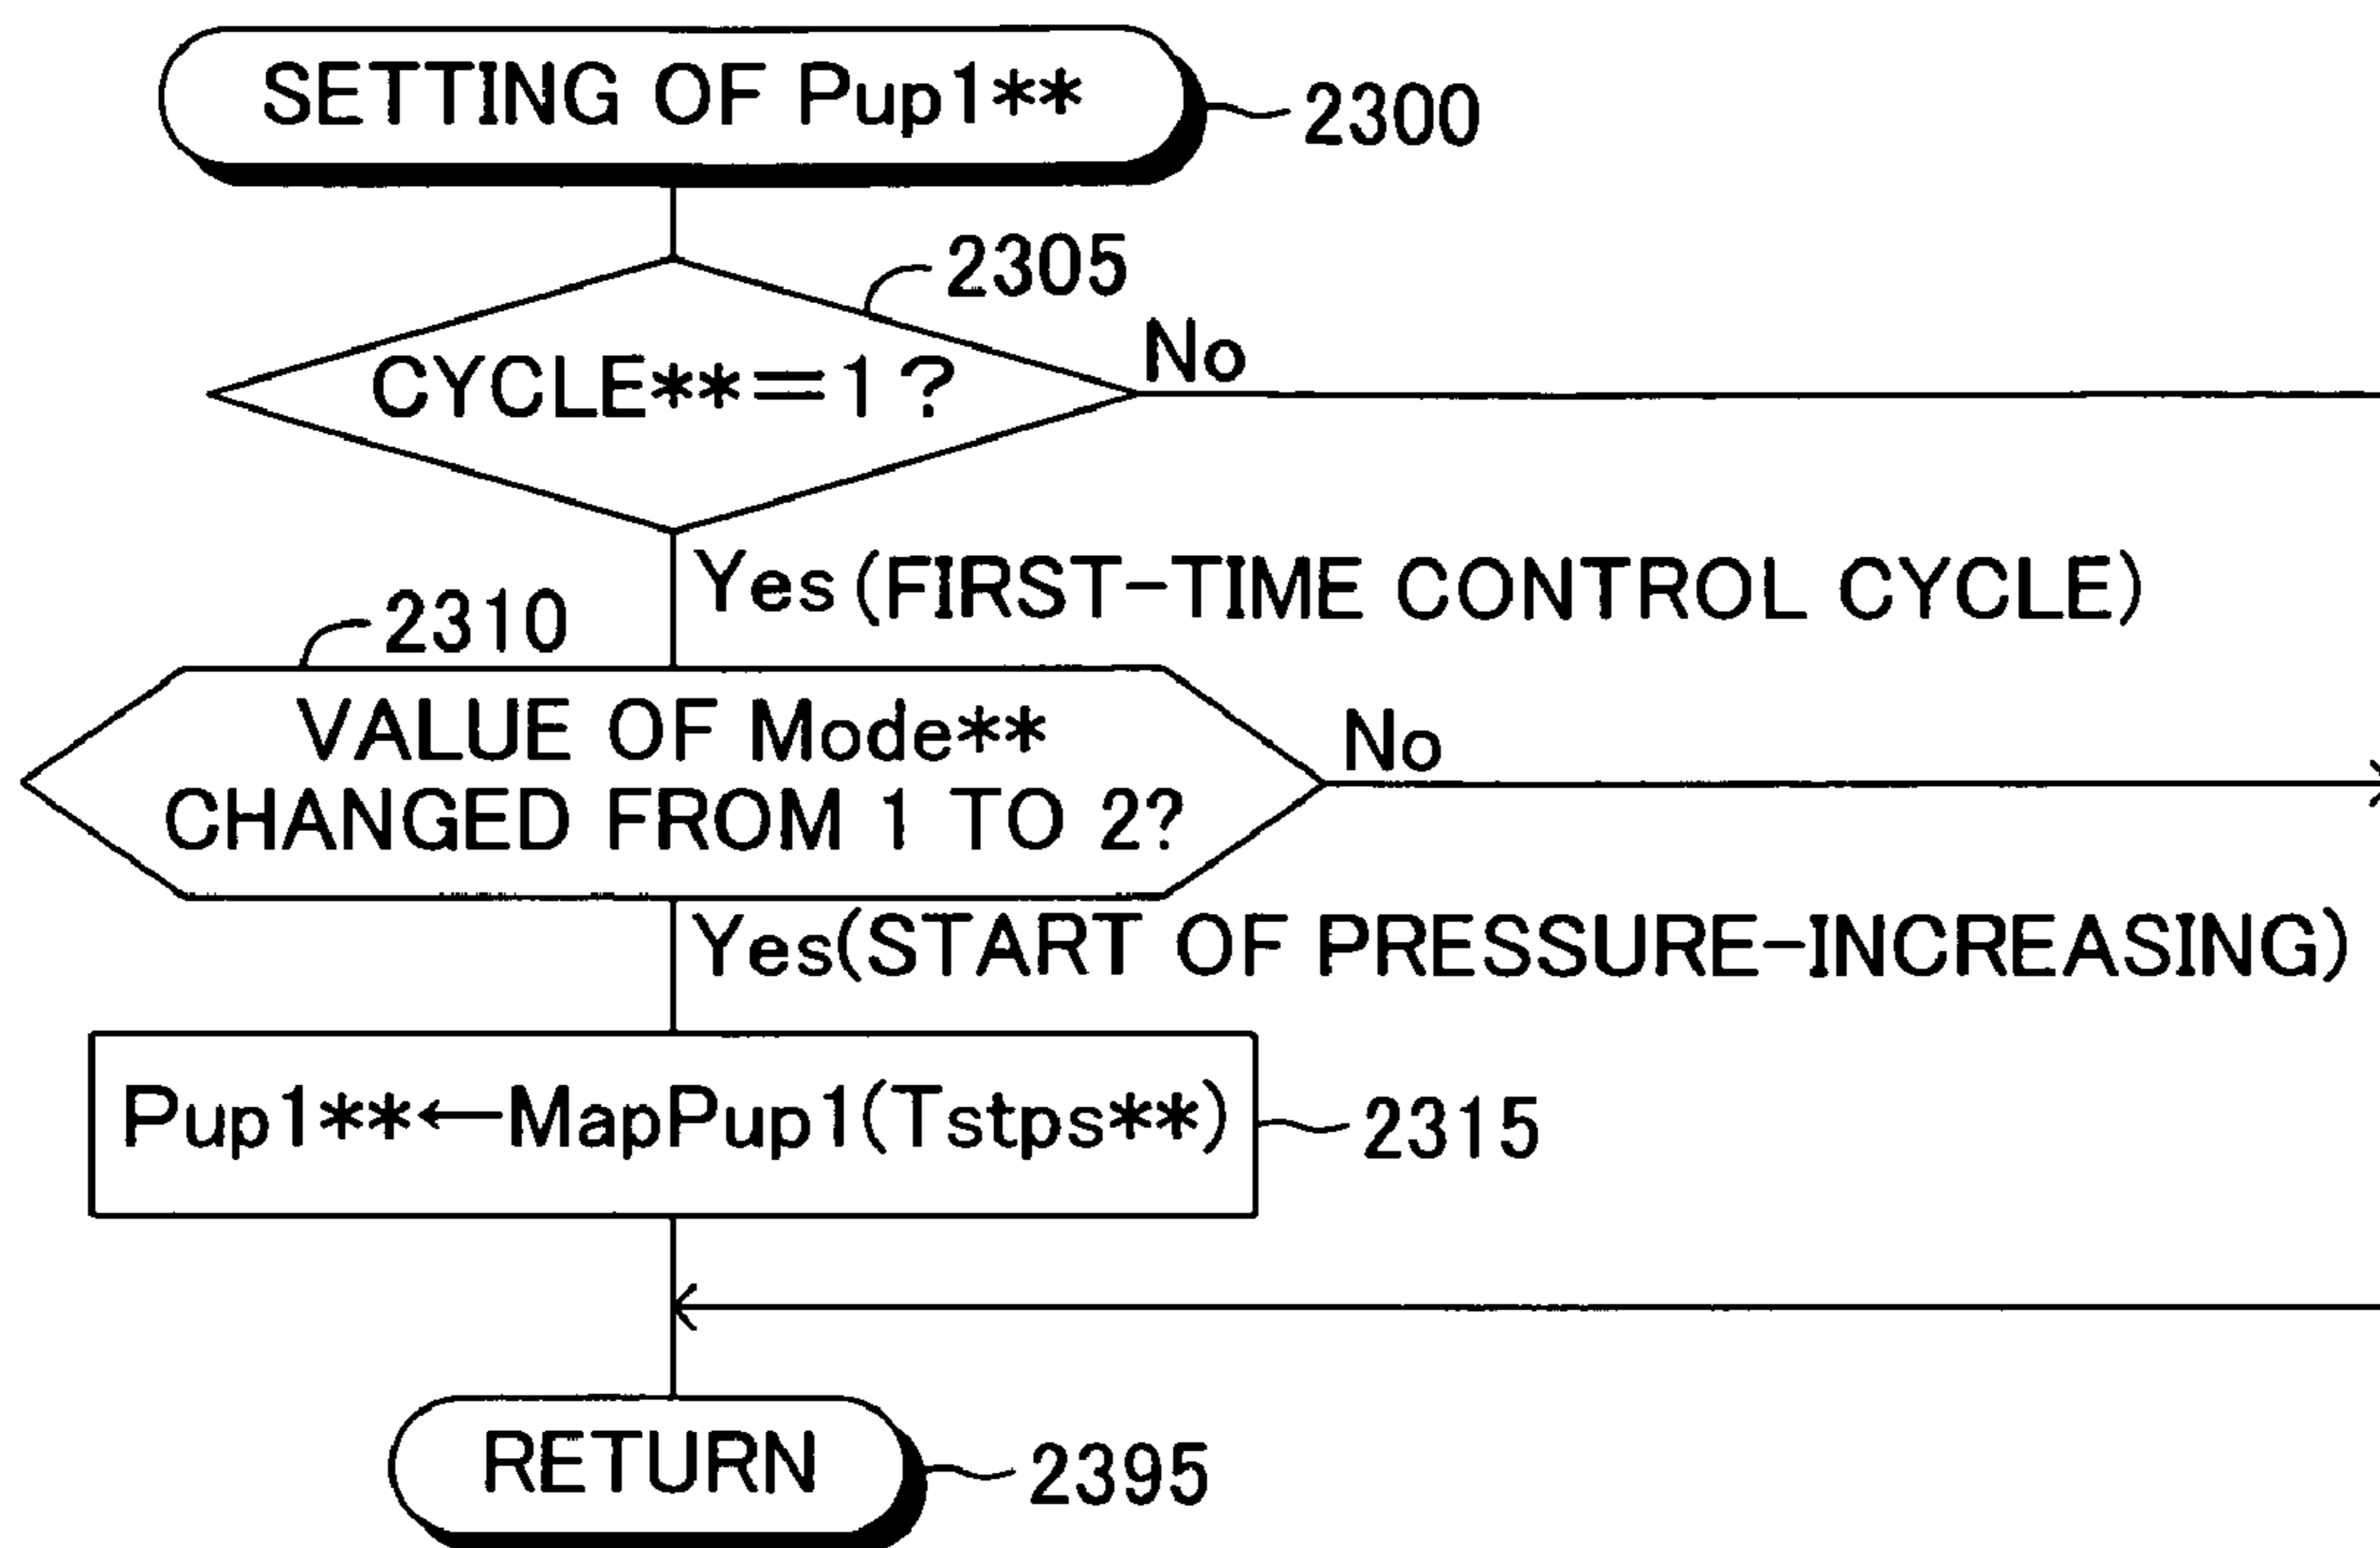 SETTING OF Pup1**
2300
2305
CYCLE**=1?
No
Yes(FIRST-TIME CONTROL CYCLE)
2310
VALUE OF Mode**
CHANGED FROM 1 TO 2?
No
Yes(START OF PRESSURE-INCREASING)
Pup1**←MapPup1(Tstps**)
2315
RETURN
2395